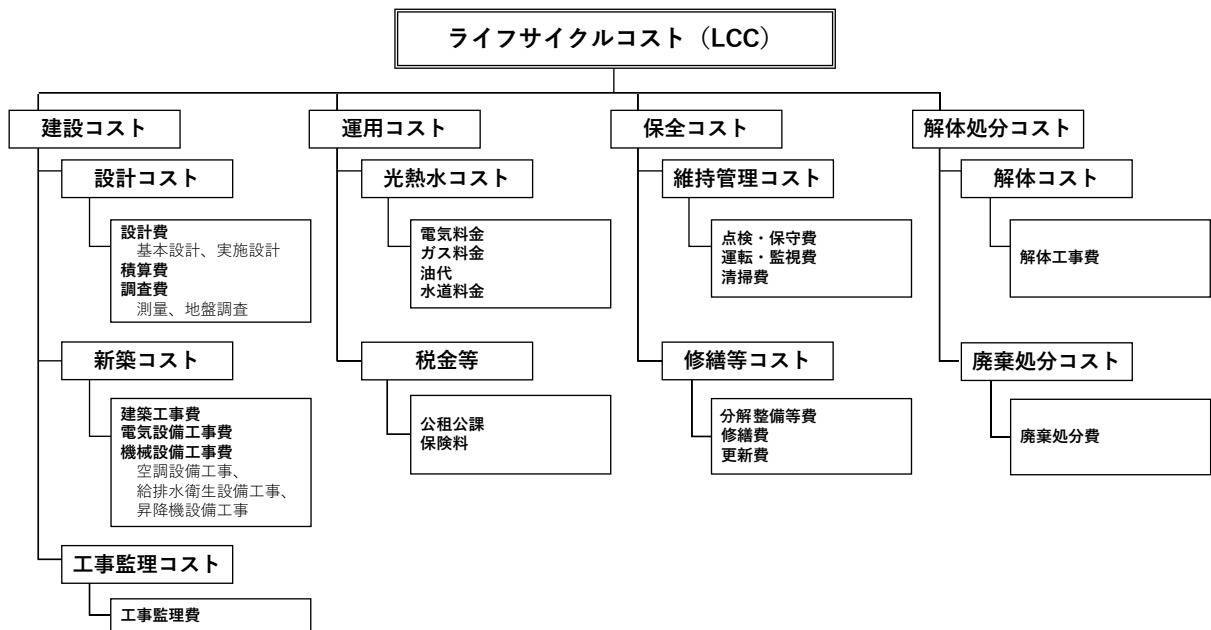 ライフサイクルコスト（LCC）
建設コスト
設計コスト
設計費
基本設計、実施設計
積算費
調査費
測量、地盤調査
新築コスト
建築工事費
電気設備工事費
機械設備工事費
空調設備工事、
給排水衛生設備工事、
昇降機設備工事
工事監理コスト
工事監理費
運用コスト
光熱水コスト
電気料金
ガス料金
油代
水道料金
税金等
公租公課
保険料
保全コスト
維持管理コスト
点検・保守費
運転・監視費
清掃費
修繕等コスト
分解整備等費
修繕費
更新費
解体処分コスト
解体コスト
解体工事費
廃棄処分コスト
廃棄処分費